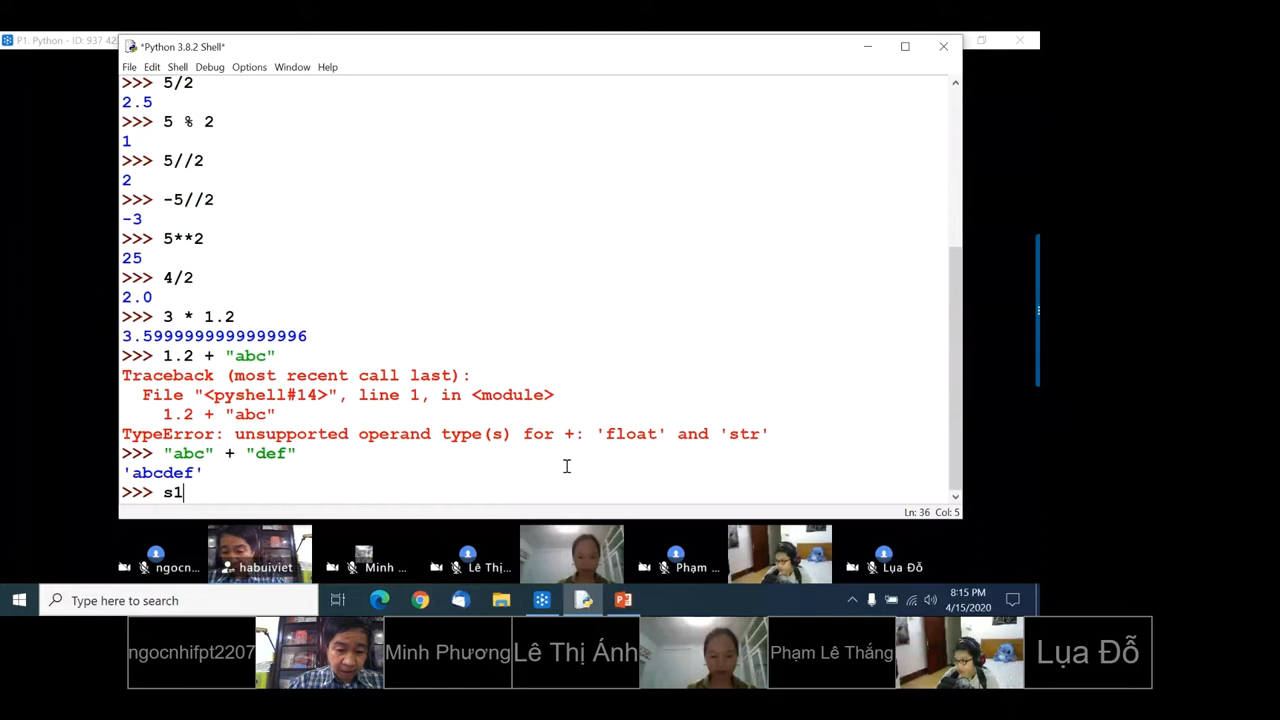 P1. Python - ID: 937 42
*Python 3.8.2 Shell*
File Edit Shell Debug Options Window Help
>>> 5/2
2.5
>>> 5 % 2
1
>>> 5//2
2
>>> -5//2
-3
>>> 5**2
25
>>> 4/2
2.0
>>> 3 * 1.2
3.5999999999999996
>>> 1.2 + "abc"
Traceback (most recent call last):
File "<pyshell#14>", line 1, in <module>
1.2 + "abc"
TypeError: unsupported operand type(s) for +: 'float' and 'str'
>>> "abc" + "def"
'abcdef'
>>> s1
Ln: 36 Col: 5
ngocn... habuiviet Minh ... Lê Thị... Phạm ... Lụa Đỗ
Type here to search
8:15 PM
4/15/2020
ngocnhifpt2207 Minh Phương Lê Thị Ánh Phạm Lê Thắng Lụa Đỗ